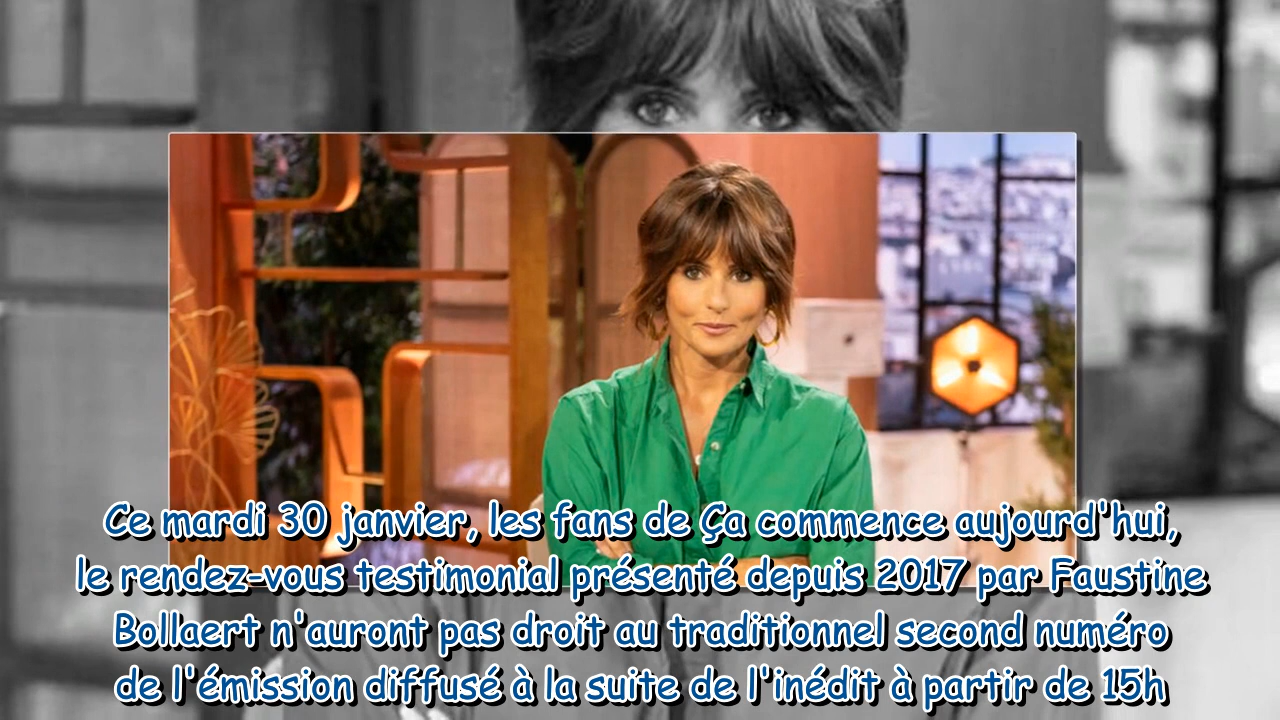 Ce mardi 30 janvier, les fans de Ça commence aujourd'hui,
le rendez-vous testimonial présenté depuis 2017 par Faustine
Bollaert n'auront pas droit au traditionnel second numéro
de l'émission diffusé à la suite de l'inédit à partir de 15h